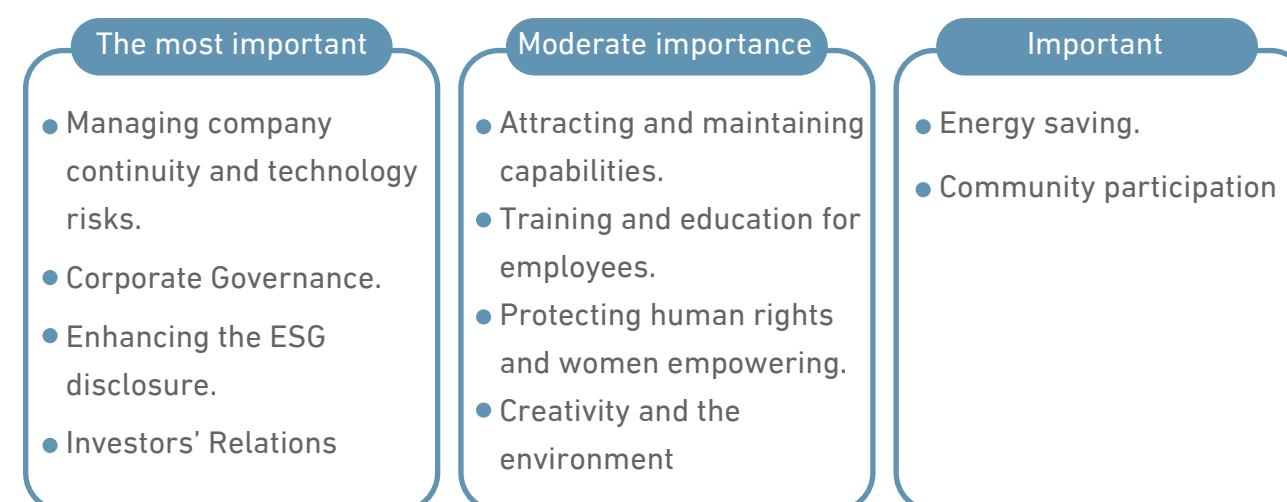 The most important
Managing company
continuity and technology
risks.
Corporate Governance.
Enhancing the ESG
disclosure.
Investors’ Relations
Moderate importance
Attracting and maintaining
capabilities.
Training and education for
employees.
Protecting human rights
and women empowering.
Creativity and the
environment
Important
Energy saving.
Community participation